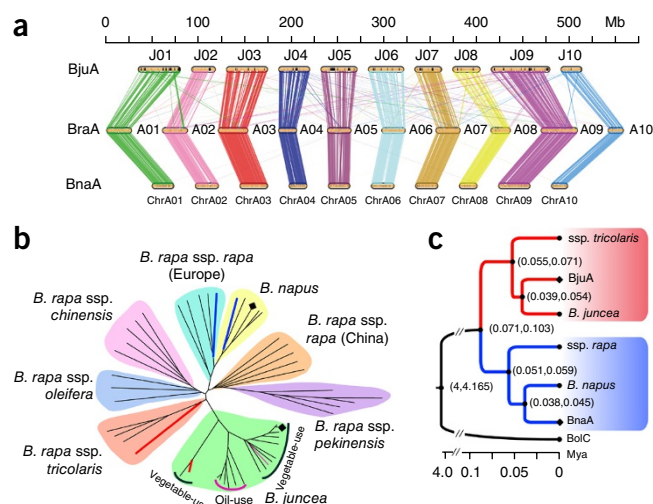 a
0 100 200 300 400 500 Mb
J01 J02 J03 J04 J05 J06 J07 J08 J09 J10
BjuA
BraA A01 A02 A03 A04 A05 A06 A07 A08 A09 A10
BnaA
ChrA01 ChrA02 ChrA03 ChrA04 ChrA05 ChrA06 ChrA07 ChrA08 ChrA09 ChrA10
b
B. rapa ssp. rapa
(Europe)
B. napus
B. rapa ssp.
chinensis
B. rapa ssp.
rapa (China)
B. rapa ssp.
oleifera
B. rapa ssp.
pekinensis
B. rapa ssp.
tricolaris
Vegetable-us
Oil-use
Vegetable-use
B. juncea
c
ssp. tricolaris
(0.055,0.071)
BjuA
(0.039,0.054)
B. juncea
(0.071,0.103)
ssp. rapa
(0.051,0.059)
(4,4.165)
B. napus
(0.038,0.045)
BnaA
BolC
Mya
4.0 0.1 0.05 0